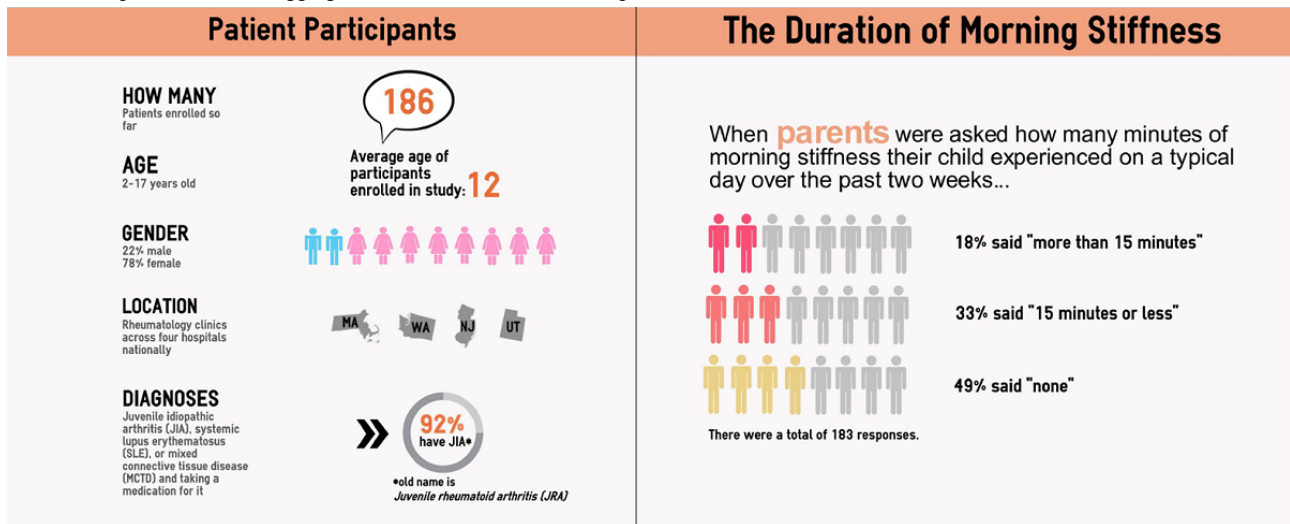 Patient Participants
HOW MANY
Patients enrolled so
far
186
AGE
2-17 years old
Average age of
participants
enrolled in study: 12
GENDER
22% male
78% female
LOCATION
Rheumatology clinics
across four hospitals
nationally
MA
WA
NJ
UT
DIAGNOSES
Juvenile idiopathic
arthritis (JIA), systemic
lupus erythematosus
(SLE), or mixed
connective tissue disease
(MCTD) and taking a
medication for it
92%
have JIA*
*old name is
Juvenile rheumatoid arthritis (JRA)
The Duration of Morning Stiffness
When parents were asked how many minutes of
morning stiffness their child experienced on a typical
day over the past two weeks...
18% said "more than 15 minutes"
33% said "15 minutes or less"
49% said "none"
There were a total of 183 responses.